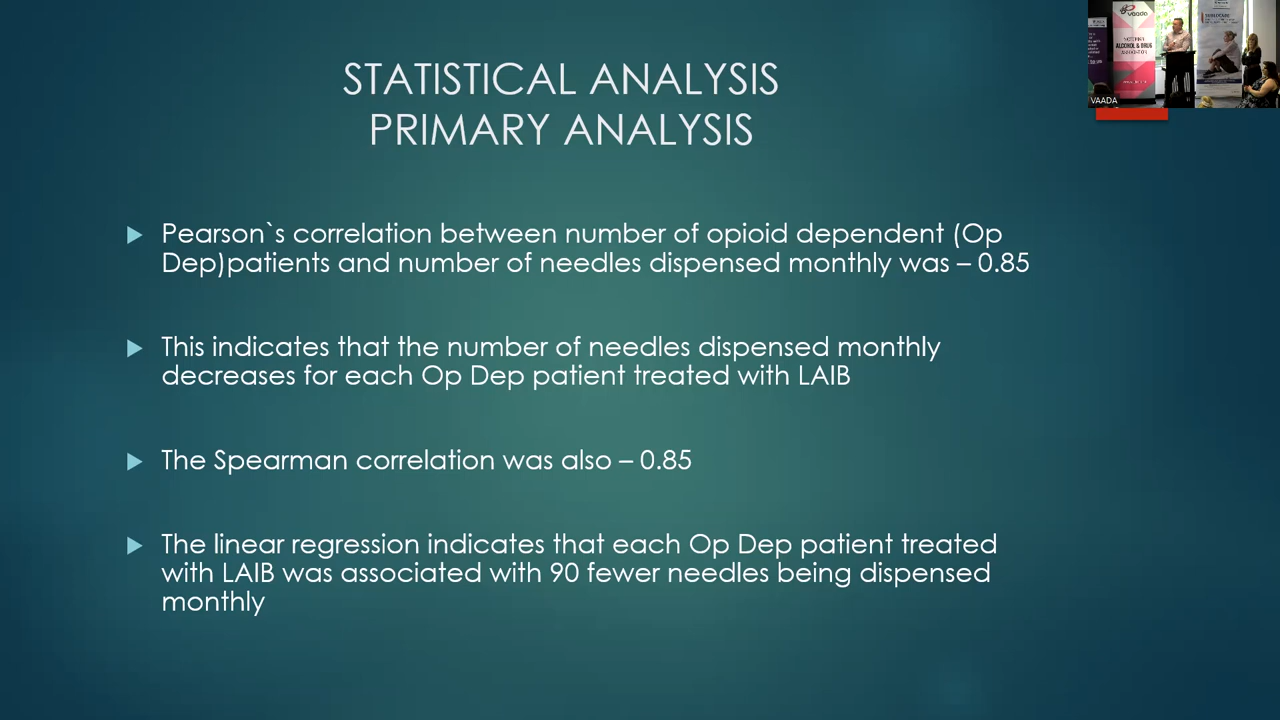 STATISTICAL ANALYSIS
PRIMARY ANALYSIS
Pearson`s correlation between number of opioid dependent (Op
Dep)patients and number of needles dispensed monthly was – 0.85
This indicates that the number of needles dispensed monthly
decreases for each Op Dep patient treated with LAIB
The Spearman correlation was also – 0.85
The linear regression indicates that each Op Dep patient treated
with LAIB was associated with 90 fewer needles being dispensed
monthly
vaada
ALCOHOL & DRUG
VAADA